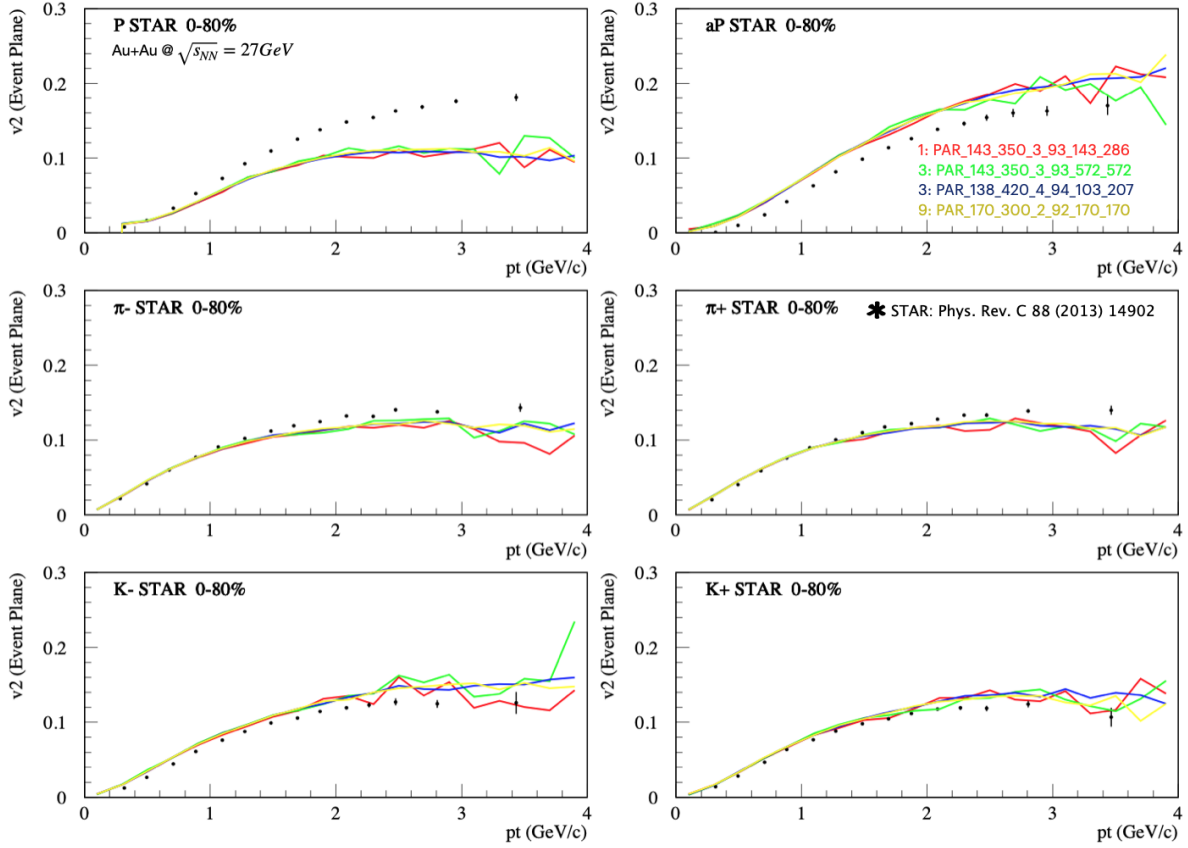 P STAR 0-80%
Au+Au @ √s_NN = 27GeV
v2 (Event Plane)
0.3
0.2
0.1
0
0 1 2 3 4
pt (GeV/c)
aP STAR 0-80%
v2 (Event Plane)
0.3
0.2
0.1
0
1: PAR_143_350_3_93_143_286
3: PAR_143_350_3_93_572_572
3: PAR_138_420_4_94_103_207
9: PAR_170_300_2_92_170_170
0 1 2 3 4
pt (GeV/c)
π- STAR 0-80%
v2 (Event Plane)
0.3
0.2
0.1
0
0 1 2 3 4
pt (GeV/c)
π+ STAR 0-80%
* STAR: Phys. Rev. C 88 (2013) 14902
v2 (Event Plane)
0.3
0.2
0.1
0
0 1 2 3 4
pt (GeV/c)
K- STAR 0-80%
v2 (Event Plane)
0.3
0.2
0.1
0
0 1 2 3 4
pt (GeV/c)
K+ STAR 0-80%
v2 (Event Plane)
0.3
0.2
0.1
0
0 1 2 3 4
pt (GeV/c)